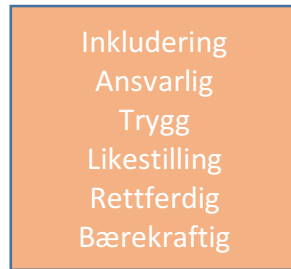 Inkludering
Ansvarlig
Trygg
Likestilling
Rettferdig
Bærekraftig